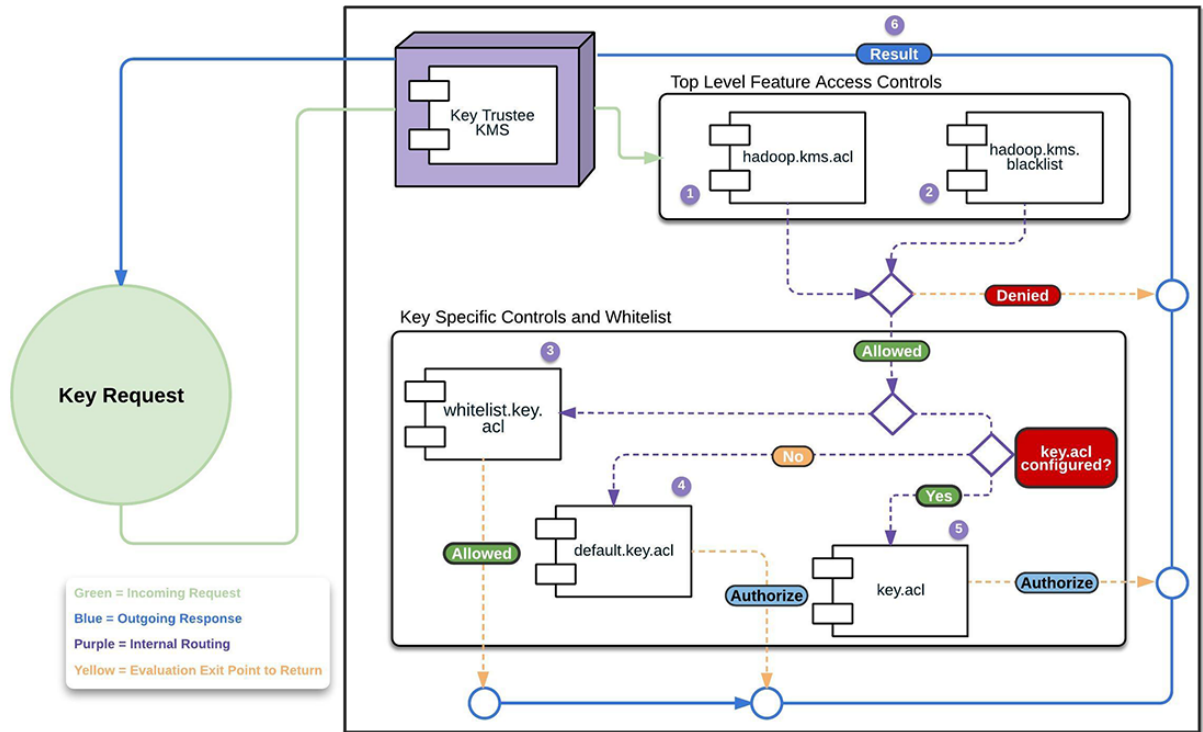 6
Result
Top Level Feature Access Controls
Key Trustee
KMS
hadoop.kms.acl
hadoop.kms.
blacklist
1
2
Denied
Key Specific Controls and Whitelist
Allowed
3
whitelist.key.
acl
No
key.acl
configured?
4
Yes
Key Request
5
Allowed
default.key.acl
key.acl
Authorize
Authorize
Green = Incoming Request
Blue = Outgoing Response
Purple = Internal Routing
Yellow = Evaluation Exit Point to Return